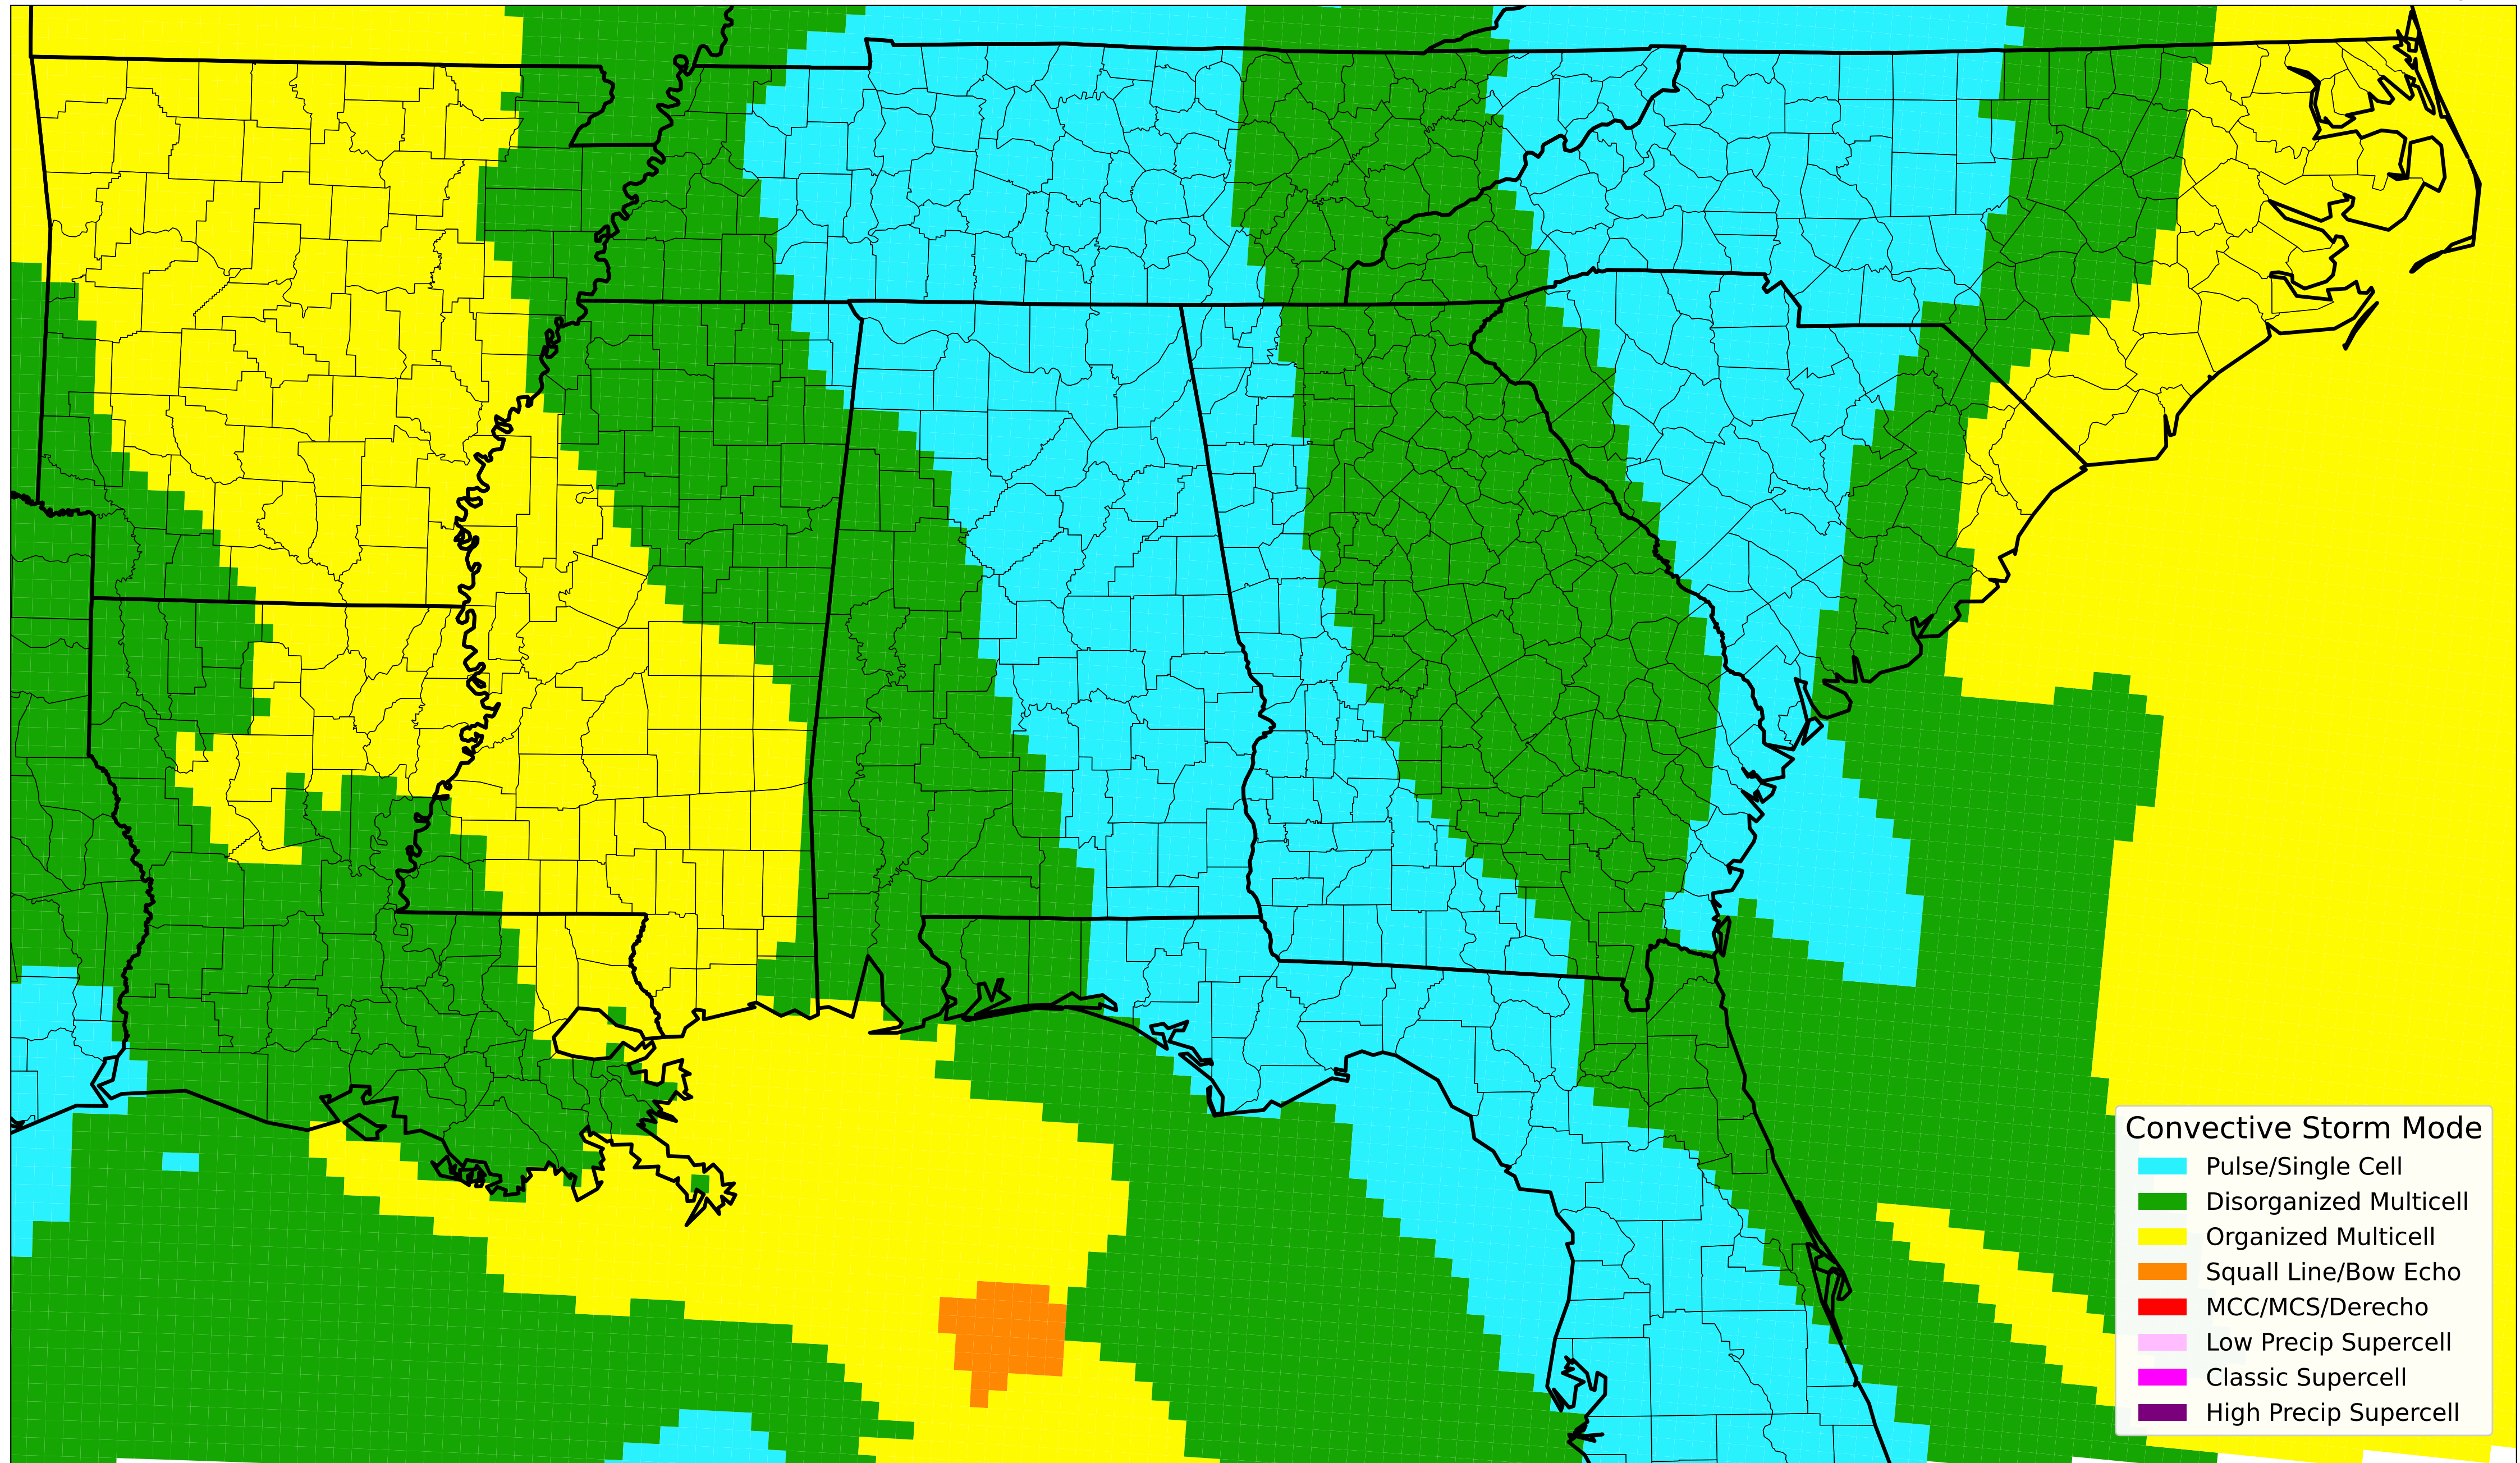 Convective Storm Mode
Pulse/Single Cell
Disorganized Multicell
Organized Multicell
Squall Line/Bow Echo
MCC/MCS/Derecho
Low Precip Supercell
Classic Supercell
High Precip Supercell